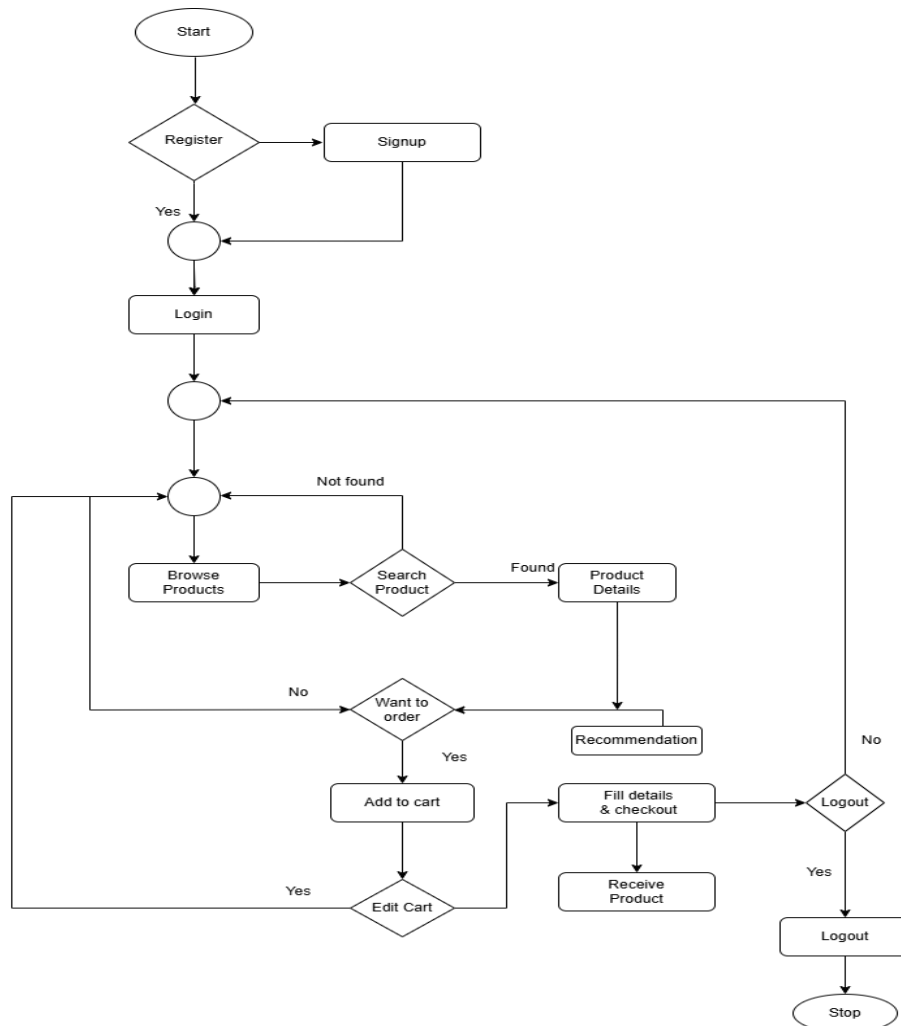 Start
Register
Signup
Yes
Login
Not found
Browse
Products
Search
Product
Found
Product
Details
No
Want to
order
Recommendation
Yes
No
Add to cart
Fill details
& checkout
Logout
Yes
Edit Cart
Receive
Product
Yes
Logout
Stop